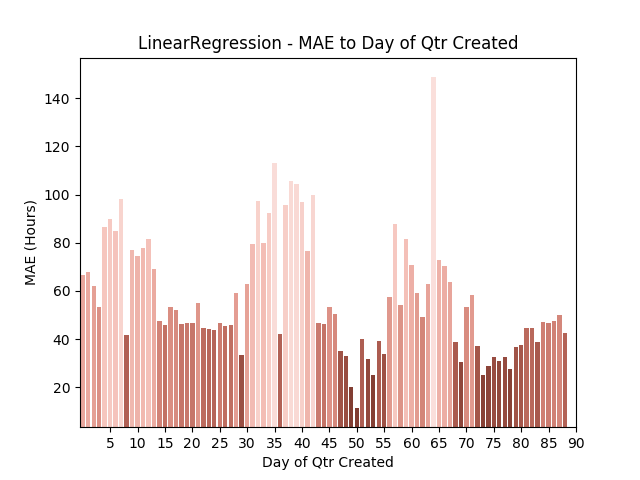 LinearRegression - MAE to Day of Qtr Created
MAE (Hours)
140
120
100
80
60
40
20
5 10 15 20 25 30 35 40 45 50 55 60 65 70 75 80 85 90
Day of Qtr Created